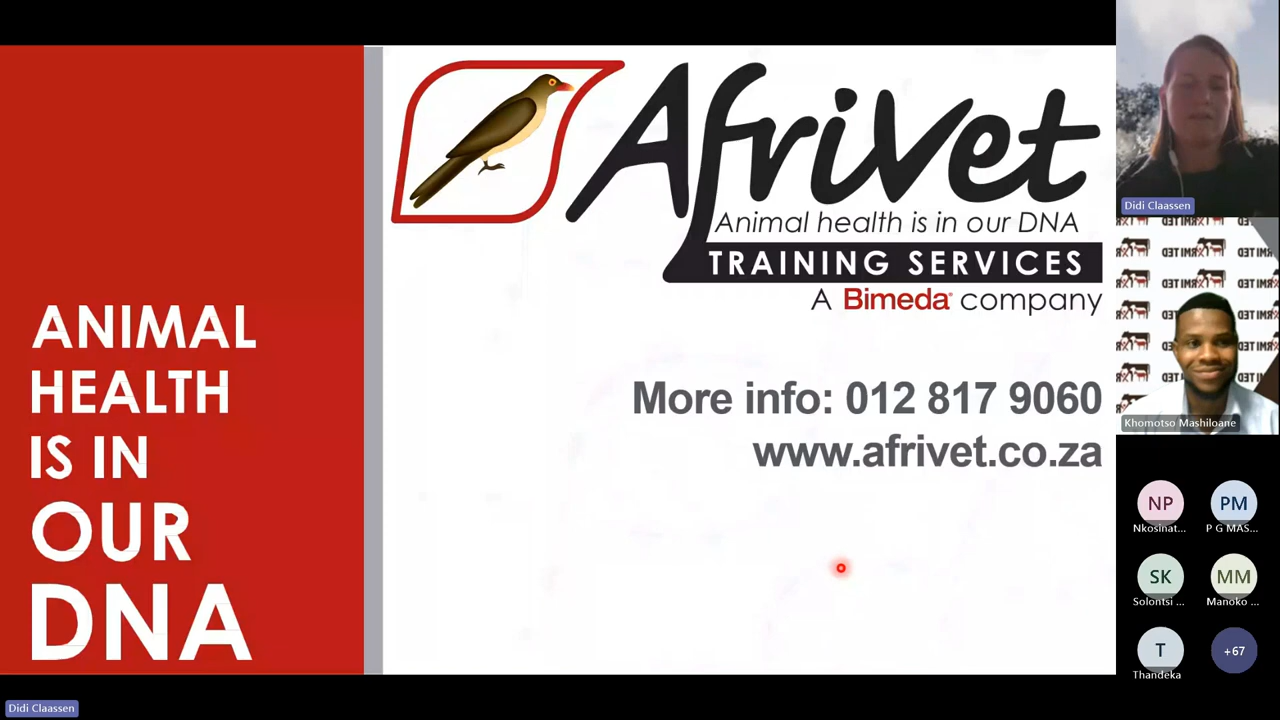 ANIMAL
HEALTH
IS IN
OUR
DNA
Afrivet
Animal health is in our DNA
TRAINING SERVICES
A Bimeda® company
More info: 012 817 9060
www.afrivet.co.za
Didi Claassen
Khomotso Mashiloane
NP
PM
Nkosinat...
P G MAS...
SK
MM
Solontsi ...
Manoko ...
T
+67
Thandeka
Didi Claassen